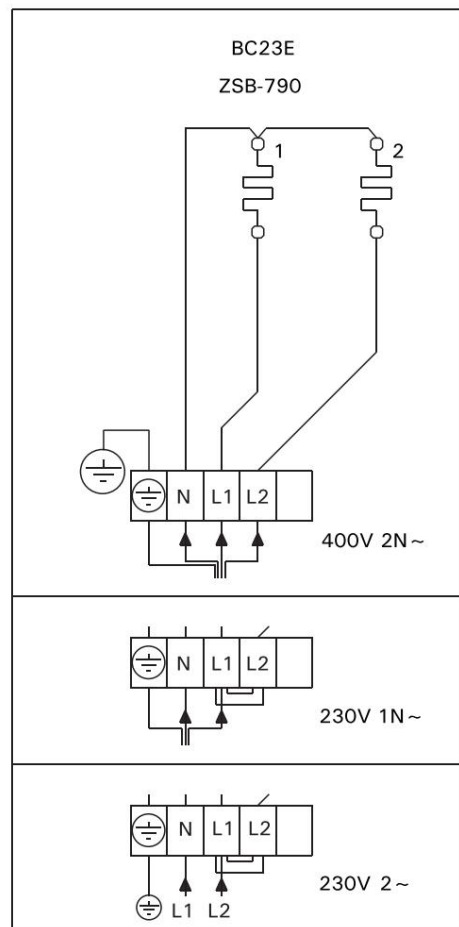 BC23E
ZSB-790
1 2
N L1 L2
400V 2N~
N L1 L2
230V 1N~
N L1 L2
230V 2~
L1 L2